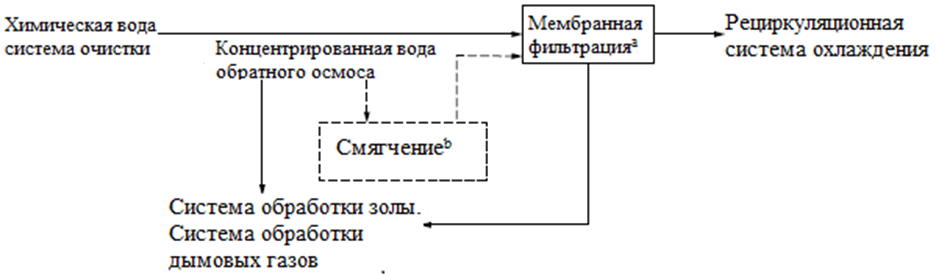 Химическая вода
система очистки
Концентрированная вода
обратного осмоса
Мембранная
фильтрацияᵃ
Рециркуляционная
система охлаждения
Смягчениеᵇ
Система обработки золы.
Система обработки
дымовых газов